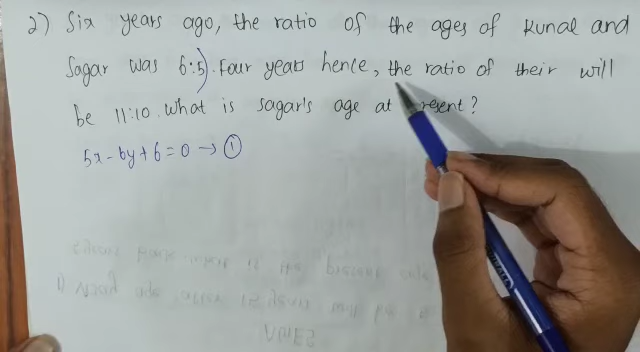 2) Six years ago, the ratio of the ages of Kunal and
Sagar was 6:5). Four years hence, the ratio of their will
be 11:10. What is sagar's age at resent?
5x - 6y + 6 = 0 → ①